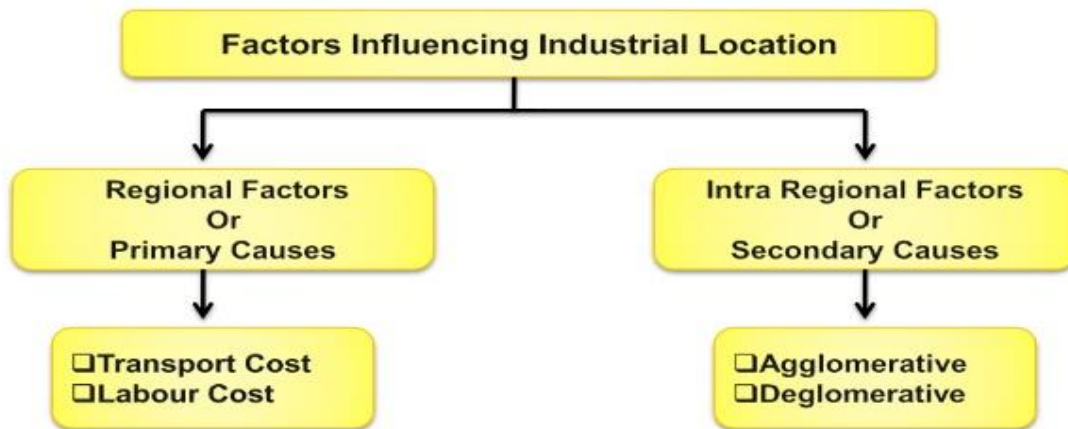 Factors Influencing Industrial Location
Regional Factors
Or
Primary Causes
Intra Regional Factors
Or
Secondary Causes
❑Transport Cost
❑Labour Cost
❑Agglomerative
❑Deglomerative